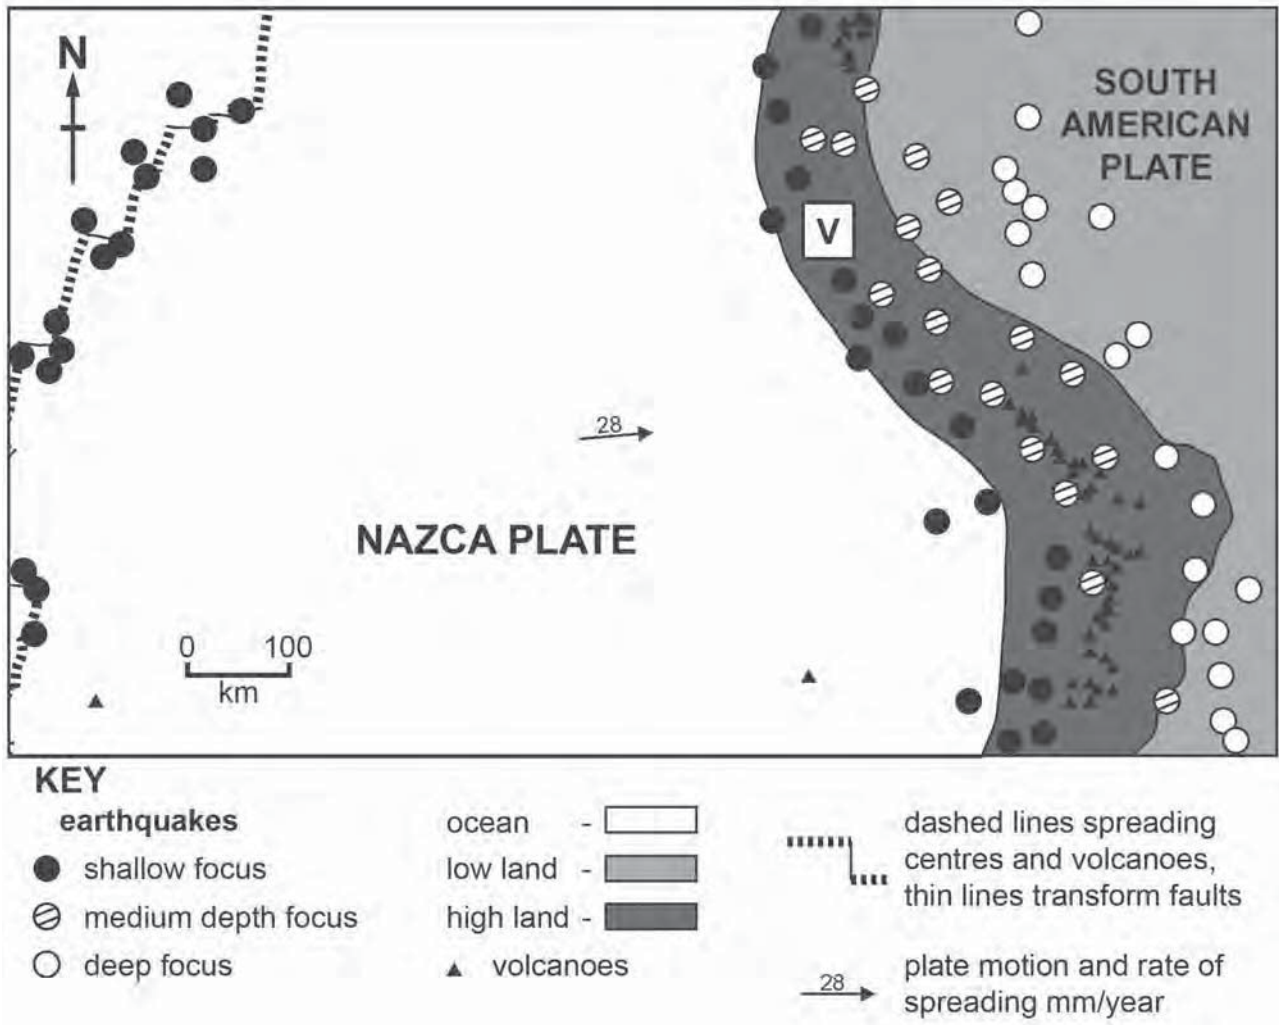 N
SOUTH
AMERICAN
PLATE
V
28
NAZCA PLATE
0 100
km
KEY
earthquakes
shallow focus
medium depth focus
deep focus
ocean -
low land -
high land -
volcanoes
dashed lines spreading
centres and volcanoes,
thin lines transform faults
28
plate motion and rate of
spreading mm/year